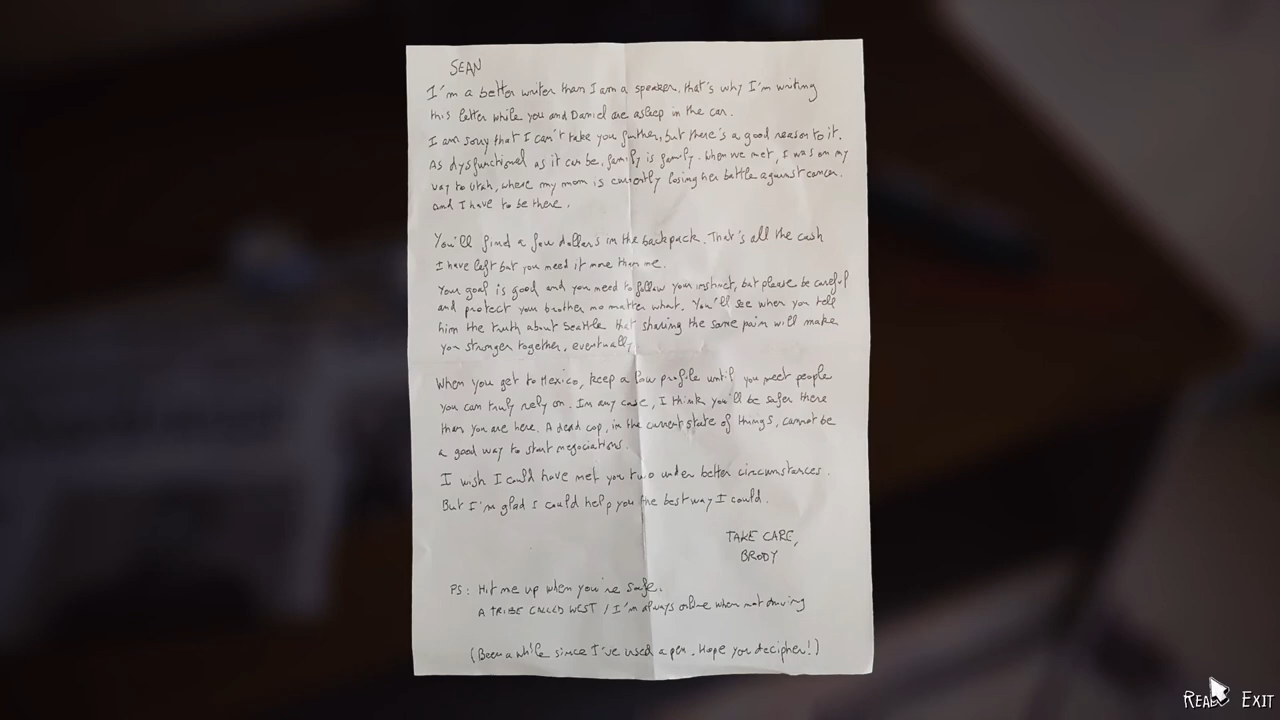 SEAN
I'm a better writer than I am a speaker, that's why I'm writing
this letter while you and Daniel are asleep in the car.
I am sorry that I can't take you further, but there's a good reason to it.
As dysfunctional as it can be, family is family. When we met, I was on my
way to Utah, where my mom is currently losing her battle against cancer.
and I have to be there.
You'll find a few dollars in the backpack. That's all the cash
I have left but you need it more than me.
Your goal is good and you need to follow your instinct, but please be careful
and protect your brother no matter what. You'll see when you tell
him the truth about Seattle that sharing the same pain will make
you stronger together, eventually.
When you get to Mexico, keep a low profile until you meet people
you can truly rely on. In any case, I think you'll be safer there
than you are here. A dead cop, in the current state of things, cannot be
a good way to start negociations.
I wish I could have met you two under better circumstances.
But I'm glad I could help you the best way I could.
TAKE CARE,
BRODY
PS: Hit me up when you're safe.
A TRIBE CALLED WEST / I'm always online when not driving
(Been a while since I've used a pen. Hope you decipher!)
READ EXIT